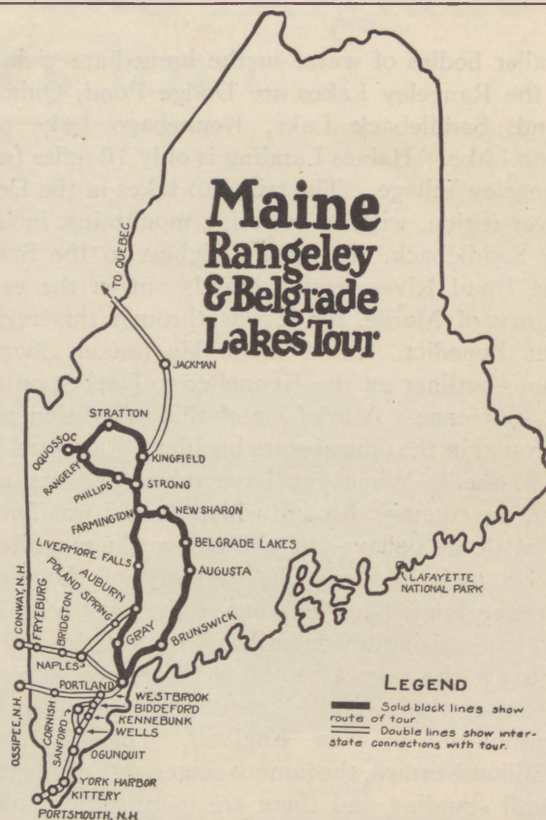 Maine
Rangeley
& Belgrade
Lakes Tour
TO QUEBEC
JACKMAN
STRATTON
OQUOSSOC
RANGELEY
KINGFIELD
PHILLIPS
STRONG
FARMINGTON
NEW SHARON
LIVERMORE FALLS
BELGRADE LAKES
AUBURN
AUGUSTA
POLAND SPRING
LAFAYETTE
NATIONAL PARK
CONWAY, N.H.
FRYEBURG
BRIDGTON
NAPLES
GRAY
BRUNSWICK
PORTLAND
OSSIPEE, N.H.
CORNISH
SANFORD
WESTBROOK
BIDDEFORD
KENNEBUNK
WELLS
OGUNQUIT
YORK HARBOR
KITTERY
PORTSMOUTH, N.H.
LEGEND
Solid black lines show
route of tour.
Double lines show inter-
state connections with tour.